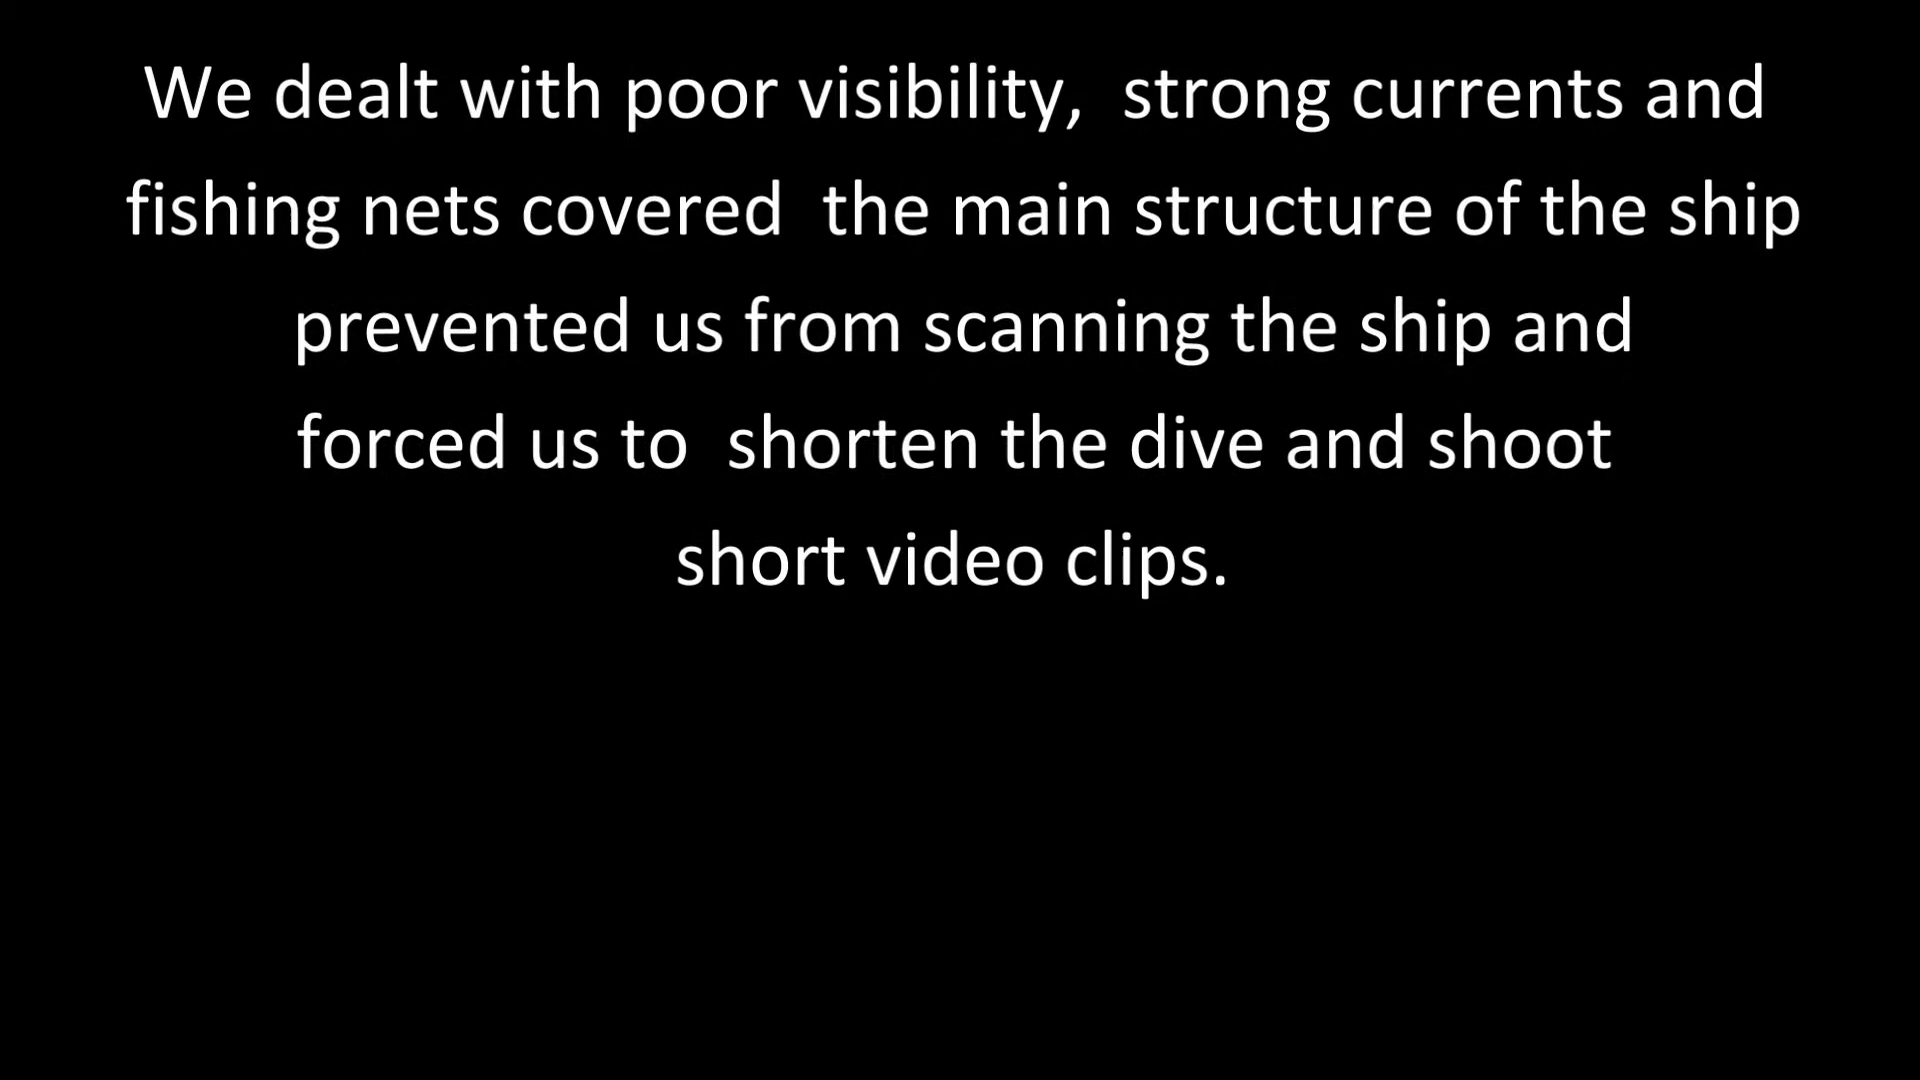 We dealt with poor visibility,  strong currents and
fishing nets covered  the main structure of the ship
prevented us from scanning the ship and
forced us to  shorten the dive and shoot
short video clips.